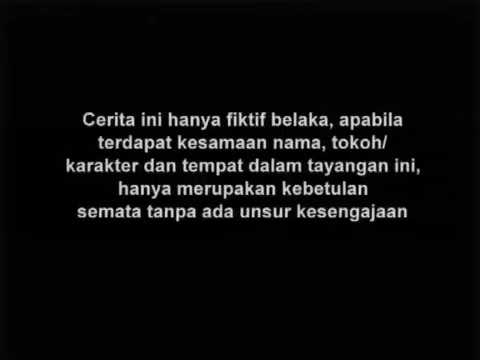 Cerita ini hanya fiktif belaka, apabila
terdapat kesamaan nama, tokoh/
karakter dan tempat dalam tayangan ini,
hanya merupakan kebetulan
semata tanpa ada unsur kesengajaan